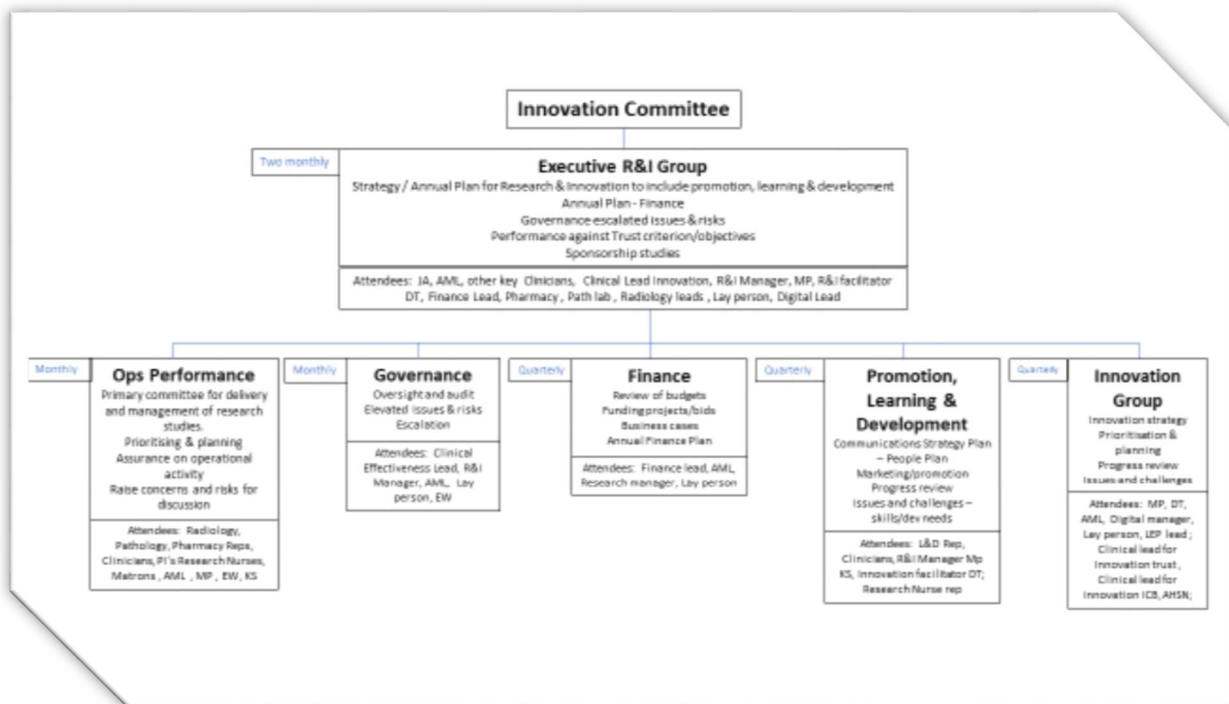 Innovation Committee
Two monthly
Executive R&I Group
Strategy / Annual Plan for Research & Innovation to include promotion, learning & development
Annual Plan - Finance
Governance escalated issues & risks
Performance against Trust criterion/objectives
Sponsorship studies
Attendees: JA, AML, other key Clinicians, Clinical Lead Innovation, R&I Manager, MP, R&I facilitator
DT, Finance Lead, Pharmacy, Path lab, Radiology leads, Lay person, Digital Lead
Monthly
Ops Performance
Primary committee for delivery
and management of research
studies.
Prioritising & planning
Assurance on operational
activity
Raise concerns and risks for
discussion
Attendees: Radiology,
Pathology, Pharmacy Reps,
Clinicians, PI's Research Nurses,
Matrons, AML, MP, EW, KS
Monthly
Governance
Oversight and audit
Elevated issues & risks
Escalation
Attendees: Clinical
Effectiveness Lead, R&I
Manager, AML, Lay
person, EW
Quarterly
Finance
Review of budgets
Funding projects/bids
Business cases
Annual Finance Plan
Attendees: Finance lead, AML,
Research manager, Lay person
Quarterly
Promotion,
Learning &
Development
Communications Strategy Plan
– People Plan
Marketing/promotion
Progress review
Issues and challenges –
skills/dev needs
Attendees: L&D Rep,
Clinicians, R&I Manager Mp
KS, Innovation facilitator DT;
Research Nurse rep
Quarterly
Innovation
Group
Innovation strategy
Prioritisation &
planning
Progress review
Issues and challenges
Attendees: MP, DT,
AML, Digital manager,
Lay person, LEP lead;
Clinical lead for
Innovation trust,
Clinical lead for
Innovation ICB, AHSN;